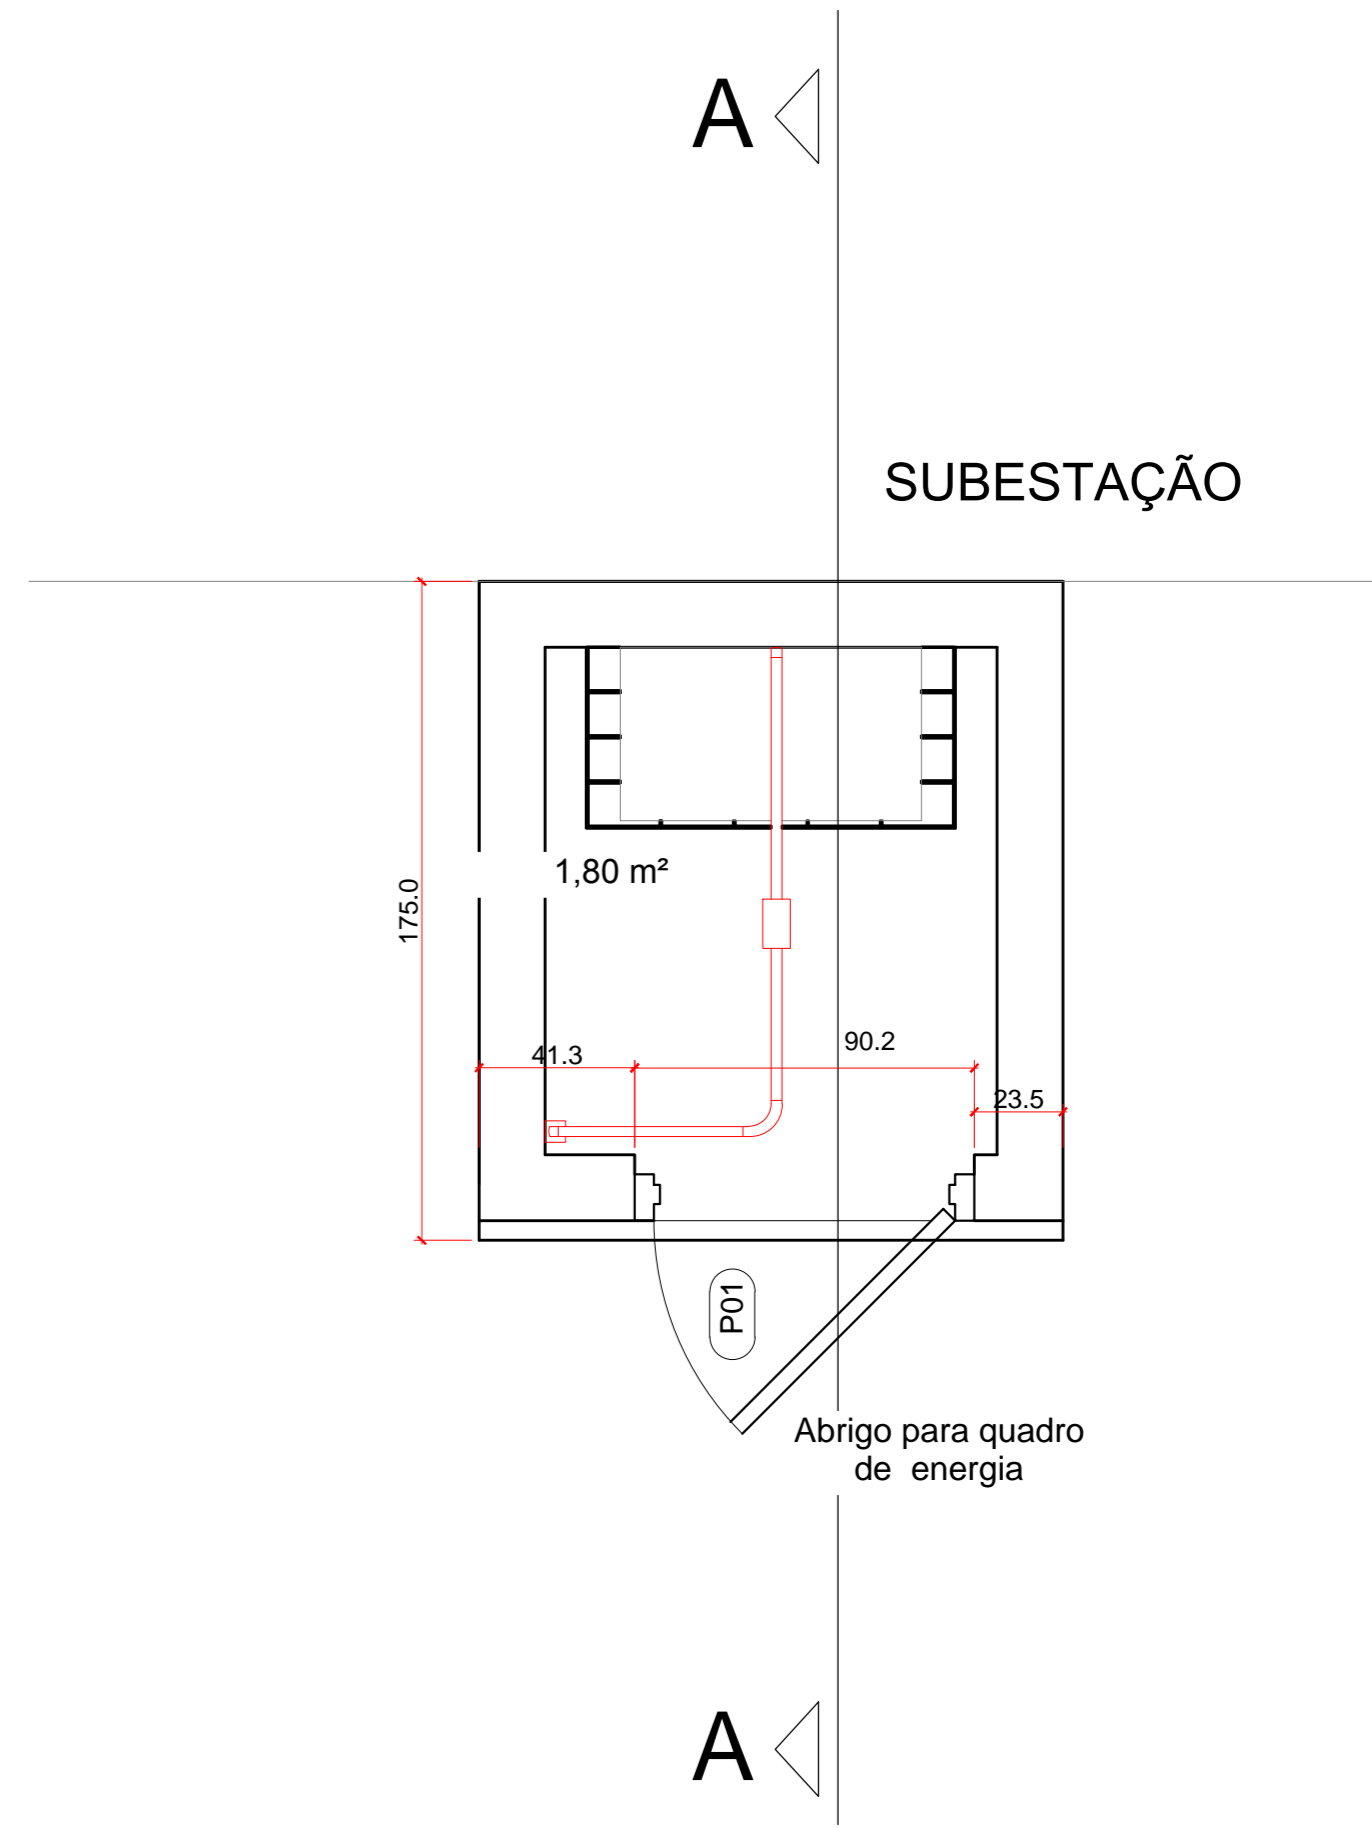 A
SUBESTAÇÃO
1,80 m²
175.0
41.3
90.2
23.5
P01
Abrigo para quadro
de energia
A